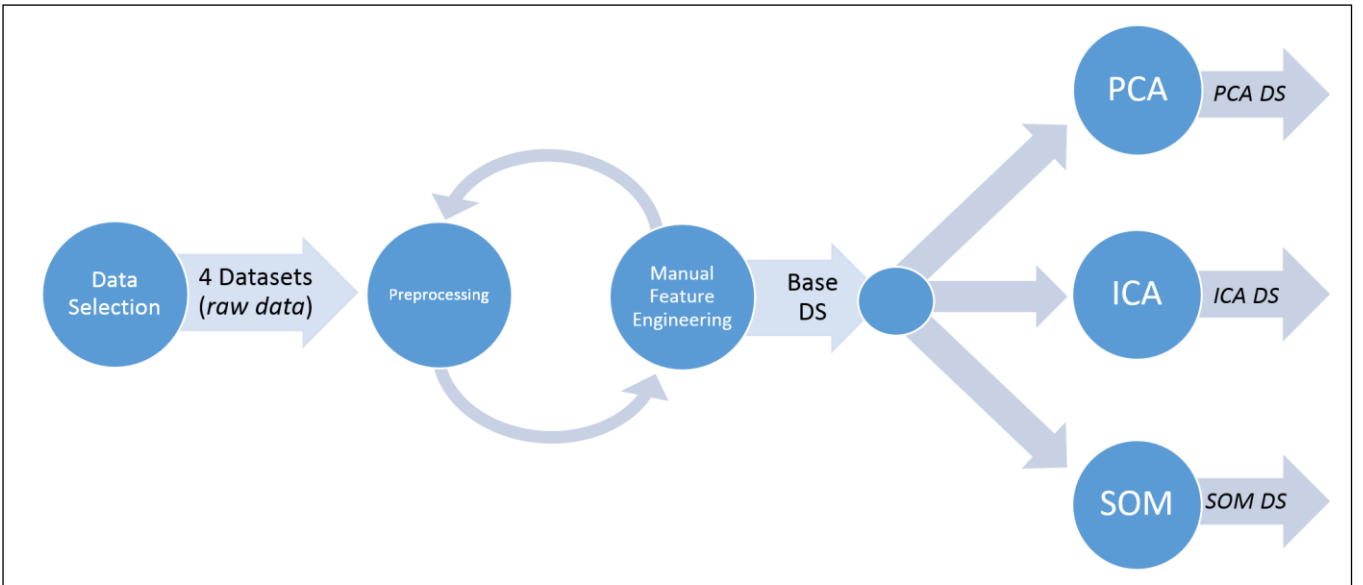 Data
Selection
4 Datasets
(raw data)
Preprocessing
Manual
Feature
Engineering
Base
DS
PCA
PCA DS
ICA
ICA DS
SOM
SOM DS